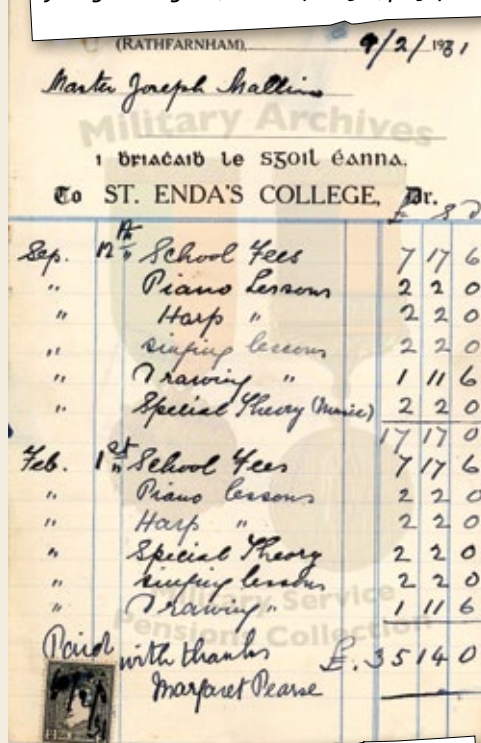 (RATHFARNHAM), 9/2/1931
Master Joseph Mallin
Military Archives
i bfiacaib le Sgoil Éanna.
To ST. ENDA'S COLLEGE, Dr.
£ S D
Sep. School Fees 7 17 6
" Piano Lessons 2 2 0
" Harp " 2 2 0
" singing lessons 2 2 0
" Drawing " 1 11 6
" Special Theory (Music) 2 2 0
17 17 0
Feb. 1st School Fees 7 17 6
" Piano lessons 2 2 0
" Harp " 2 2 0
" Special Theory 2 2 0
" singing lessons 2 2 0
" Drawing " 1 11 6
Military Service
Pensions Collection
Paid with thanks £. 35 14 0
Margaret Pearse